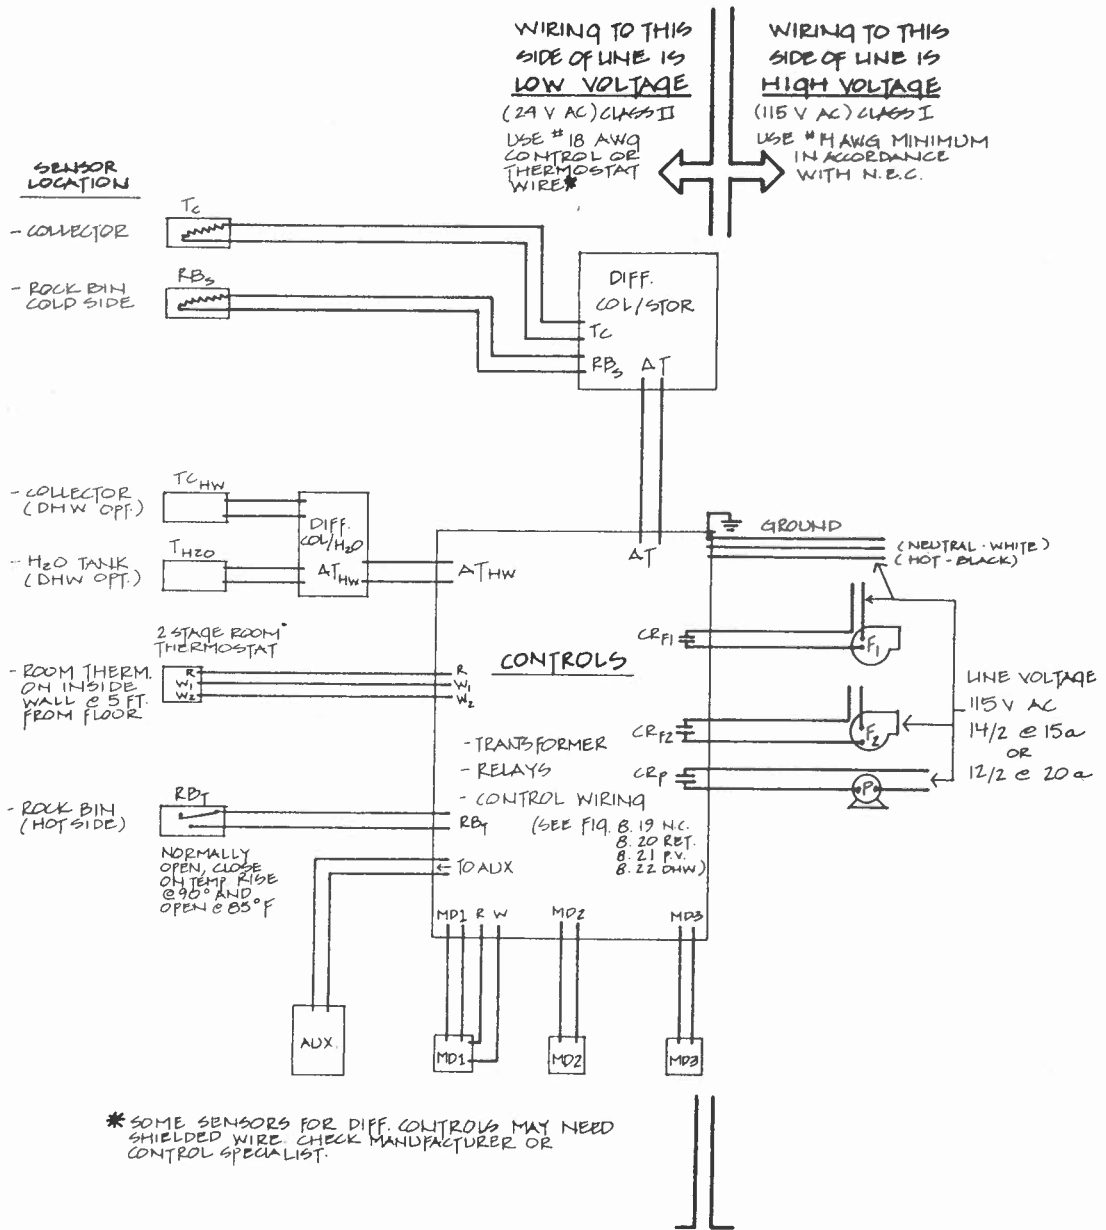 WIRING TO THIS
SIDE OF LINE IS
LOW VOLTAGE
(24 V AC) CLASS II
USE #18 AWG
CONTROL OR
THERMOSTAT
WIRE*
WIRING TO THIS
SIDE OF LINE IS
HIGH VOLTAGE
(115 V AC) CLASS I
USE #14 AWG MINIMUM
IN ACCORDANCE
WITH N.E.C.
SENSOR
LOCATION
- COLLECTOR
TC
- ROCK BIN
COLD SIDE
RBS
DIFF.
COL/STOR
TC
RBS
ΔT
- COLLECTOR
(DHW OPT.)
TCHW
- H2O TANK
(DHW OPT.)
TH2O
DIFF.
COL/H2O
ΔTHW
ΔTHW
ΔT
GROUND
(NEUTRAL - WHITE)
(HOT - BLACK)
2 STAGE ROOM
THERMOSTAT
- ROOM THERM.
ON INSIDE
WALL @ 5 FT.
FROM FLOOR
R
W1
W2
R
W1
W2
CONTROLS
- TRANSFORMER
- RELAYS
- CONTROL WIRING
(SEE FIG. 8.19 N.C.
8.20 RET.
8.21 P.V.
8.22 DHW)
CRF1
F1
CRF2
F2
CRP
P
LINE VOLTAGE
115 V AC
14/2 @ 15a
OR
12/2 @ 20a
- ROCK BIN
(HOT SIDE)
RBT
RBT
NORMALLY
OPEN, CLOSE
ON TEMP. RISE
@ 90° AND
OPEN @ 85°F
TO AUX
MD1 R W
MD2
MD3
AUX.
MD1
MD2
MD3
* SOME SENSORS FOR DIFF. CONTROLS MAY NEED
SHIELDED WIRE. CHECK MANUFACTURER OR
CONTROL SPECIALIST.